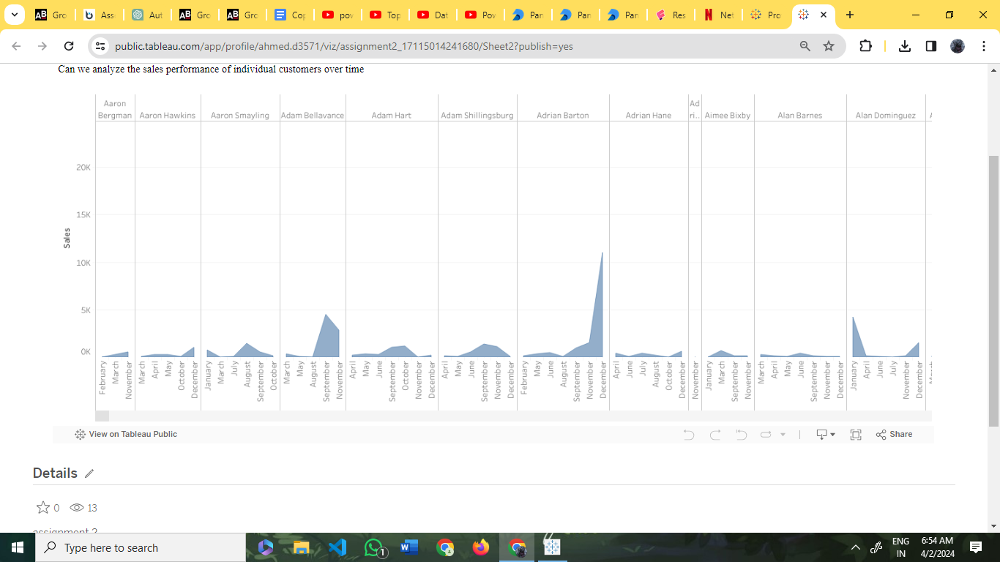 Gro
Ass
Aut
Gro
Gro
Cop
pov
Top
Dat
Pov
Pan
Pan
Pan
Res
Net
Pro
public.tableau.com/app/profile/ahmed.d3571/viz/assignment2_17115014241680/Sheet2?publish=yes
Can we analyze the sales performance of individual customers over time
Aaron Bergman
Aaron Hawkins
Aaron Smayling
Adam Bellavance
Adam Hart
Adam Shillingsburg
Adrian Barton
Adrian Hane
Ad ri..
Aimee Bixby
Alan Barnes
Alan Dominguez
Sales
20K
15K
10K
5K
0K
February
March
November
March
April
May
October
December
January
March
July
August
September
October
March
May
August
September
November
April
May
June
September
October
November
December
April
May
June
September
November
December
February
May
June
August
September
November
December
April
June
July
August
October
December
November
January
March
September
November
March
April
May
June
September
November
December
January
April
June
July
November
December
View on Tableau Public
Share
Details
0 13
assignment 2
Type here to search
1
ENG
IN
6:54 AM
4/2/2024